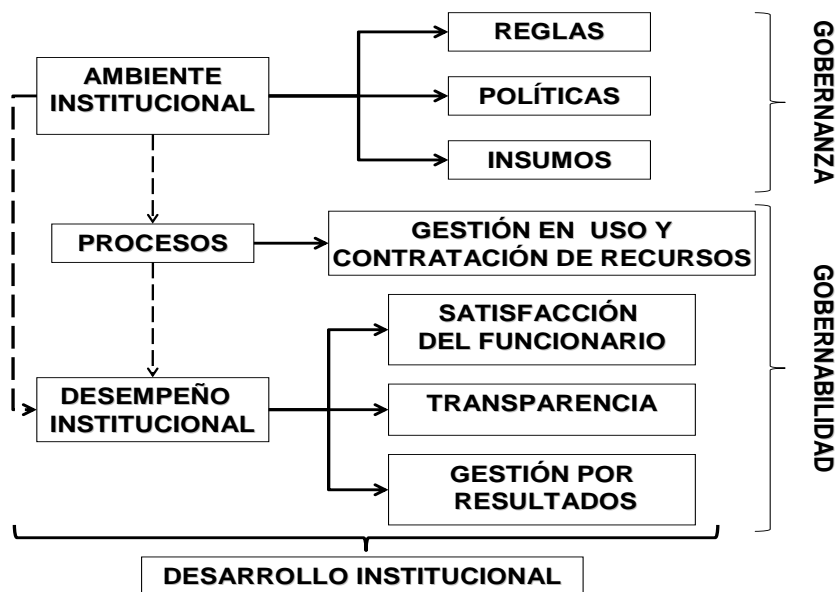 REGLAS
AMBIENTE
INSTITUCIONAL
POLÍTICAS
INSUMOS
GOBERNANZA
PROCESOS
GESTIÓN EN USO Y
CONTRATACIÓN DE RECURSOS
SATISFACCIÓN
DEL FUNCIONARIO
DESEMPEÑO
INSTITUCIONAL
TRANSPARENCIA
GESTIÓN POR
RESULTADOS
GOBERNABILIDAD
DESARROLLO INSTITUCIONAL